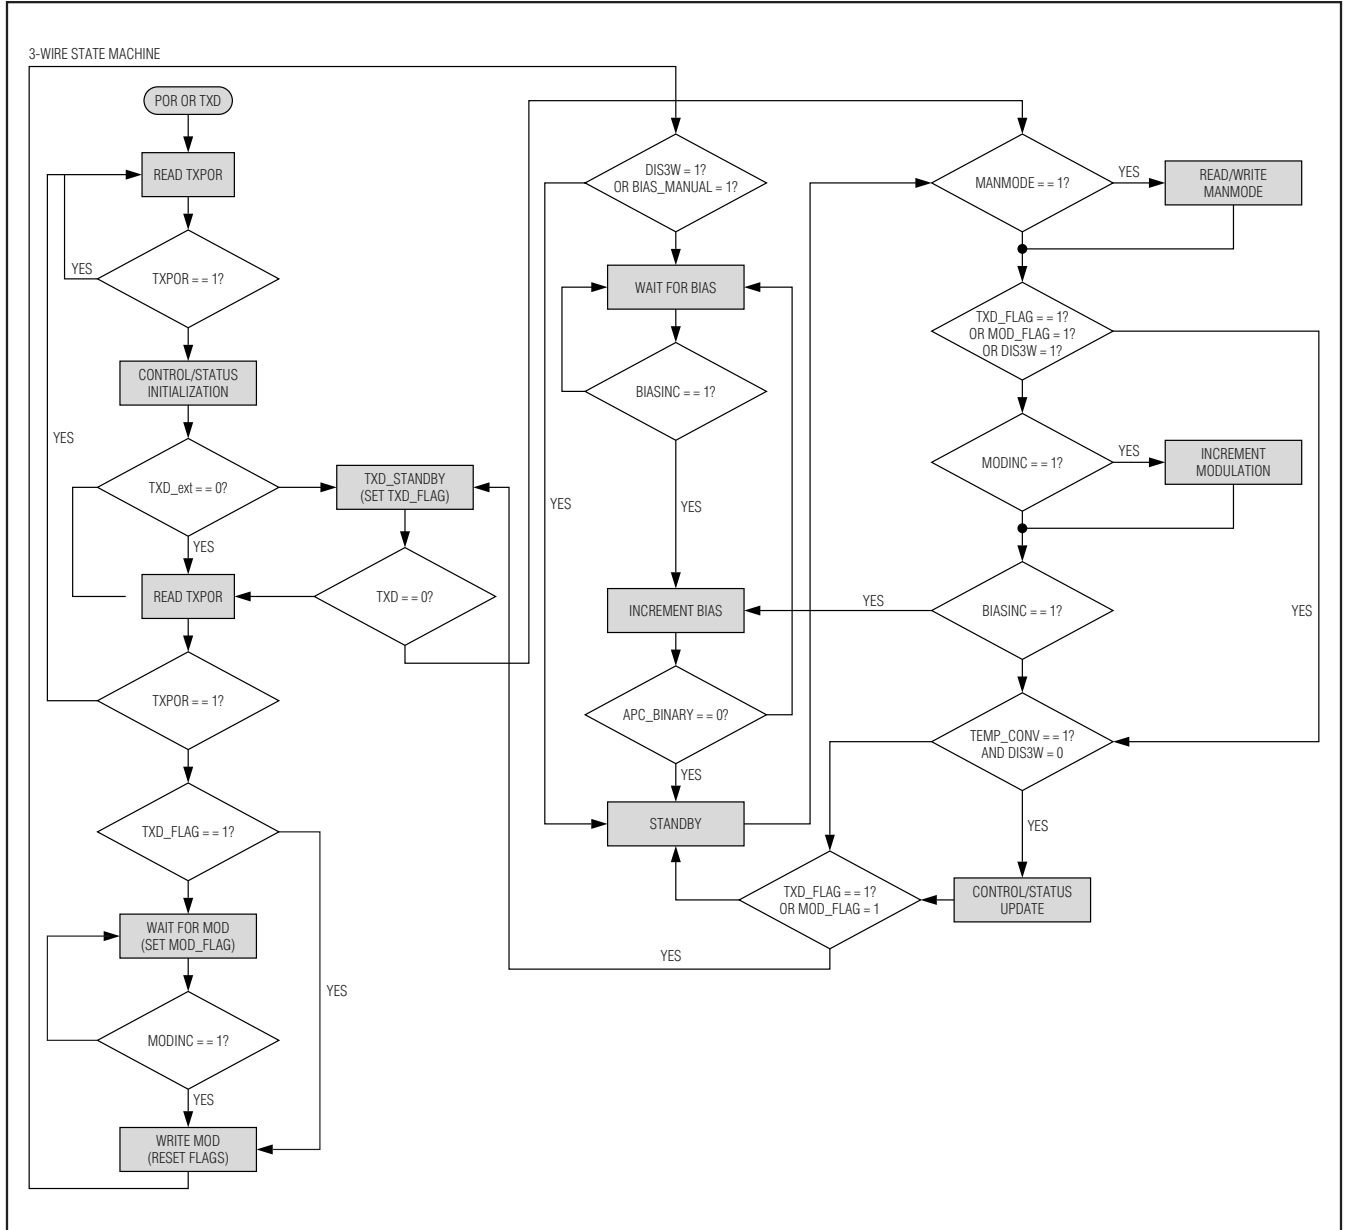 3-WIRE STATE MACHINE
POR OR TXD
READ TXPOR
YES
TXPOR = = 1?
CONTROL/STATUS
INITIALIZATION
YES
TXD_ext = = 0?
YES
TXD_STANDBY
(SET TXD_FLAG)
READ TXPOR
TXD = = 0?
TXPOR = = 1?
TXD_FLAG = = 1?
WAIT FOR MOD
(SET MOD_FLAG)
YES
MODINC = = 1?
YES
WRITE MOD
(RESET FLAGS)
DIS3W = 1?
OR BIAS_MANUAL = 1?
WAIT FOR BIAS
BIASINC = = 1?
YES
YES
INCREMENT BIAS
APC_BINARY = = 0?
YES
STANDBY
MANMODE = = 1?
YES
READ/WRITE
MANMODE
TXD_FLAG = = 1?
OR MOD_FLAG = 1?
OR DIS3W = 1?
MODINC = = 1?
YES
INCREMENT
MODULATION
YES
BIASINC = = 1?
YES
TEMP_CONV = = 1?
AND DIS3W = 0
YES
CONTROL/STATUS
UPDATE
TXD_FLAG = = 1?
OR MOD_FLAG = 1
YES